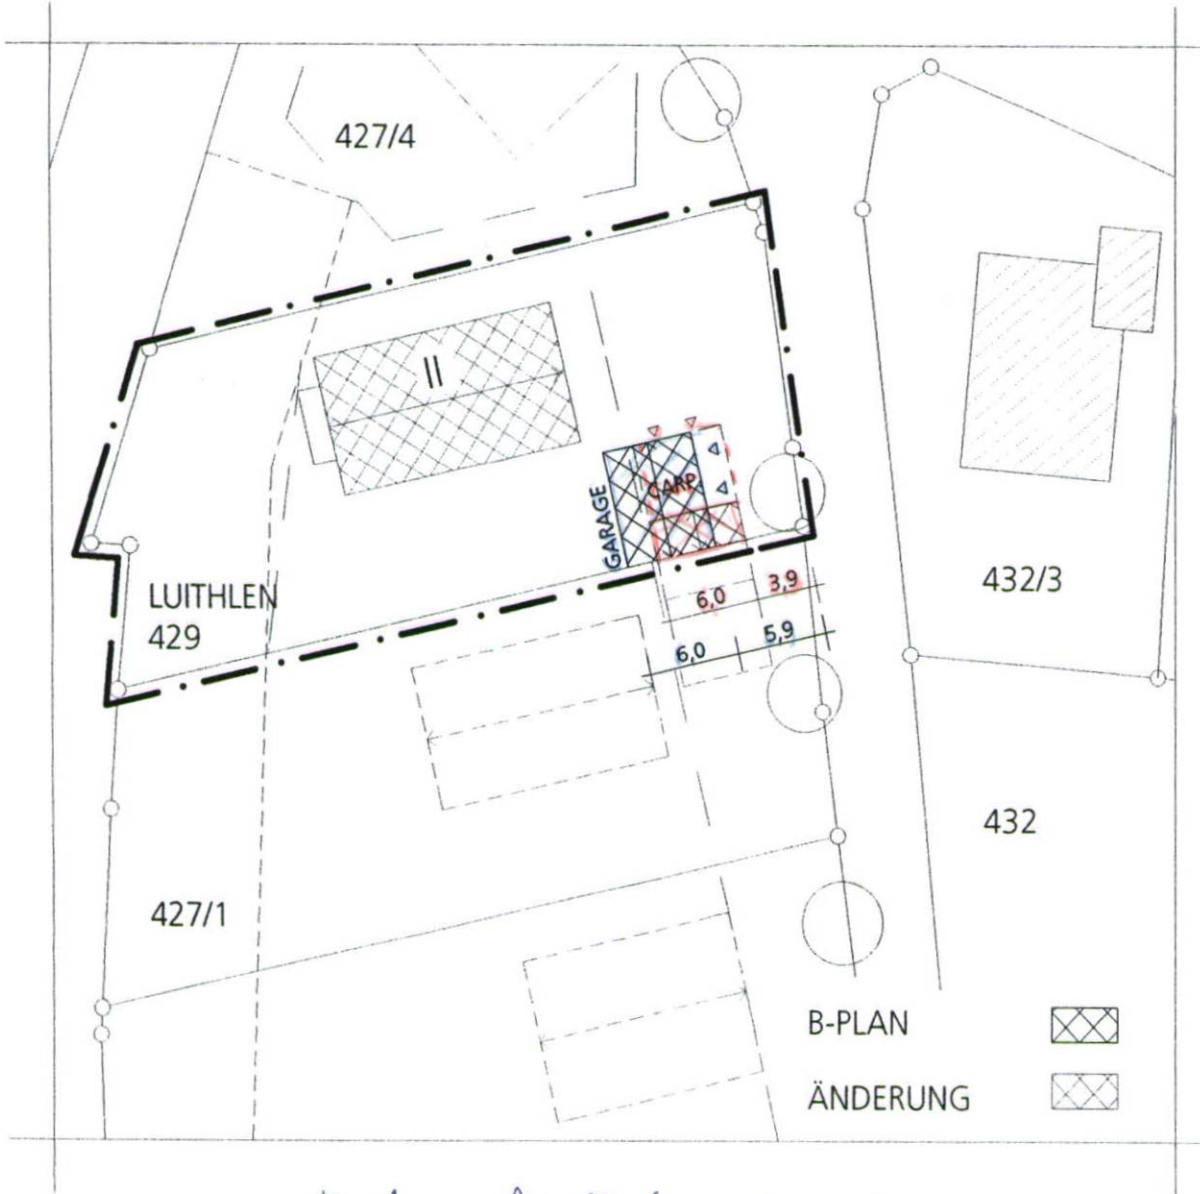 427/4
II
CARP
GARAGE
LUITHLEN
429
432/3
6,0 3,9
6,0 5,9
432
427/1
B-PLAN
ÄNDERUNG